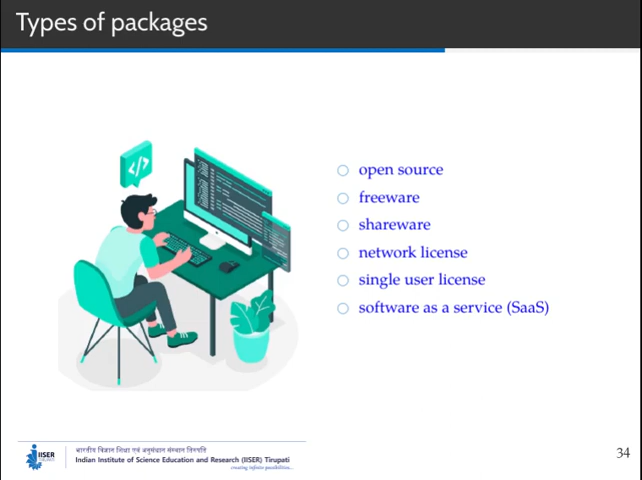 Types of packages
</>
open source
freeware
shareware
network license
single user license
software as a service (SaaS)
IISER
भारतीय विज्ञान शिक्षा एवं अनुसंधान संस्थान तिरुपति
Indian Institute of Science Education and Research (IISER) Tirupati
creating infinite possibilities...
34